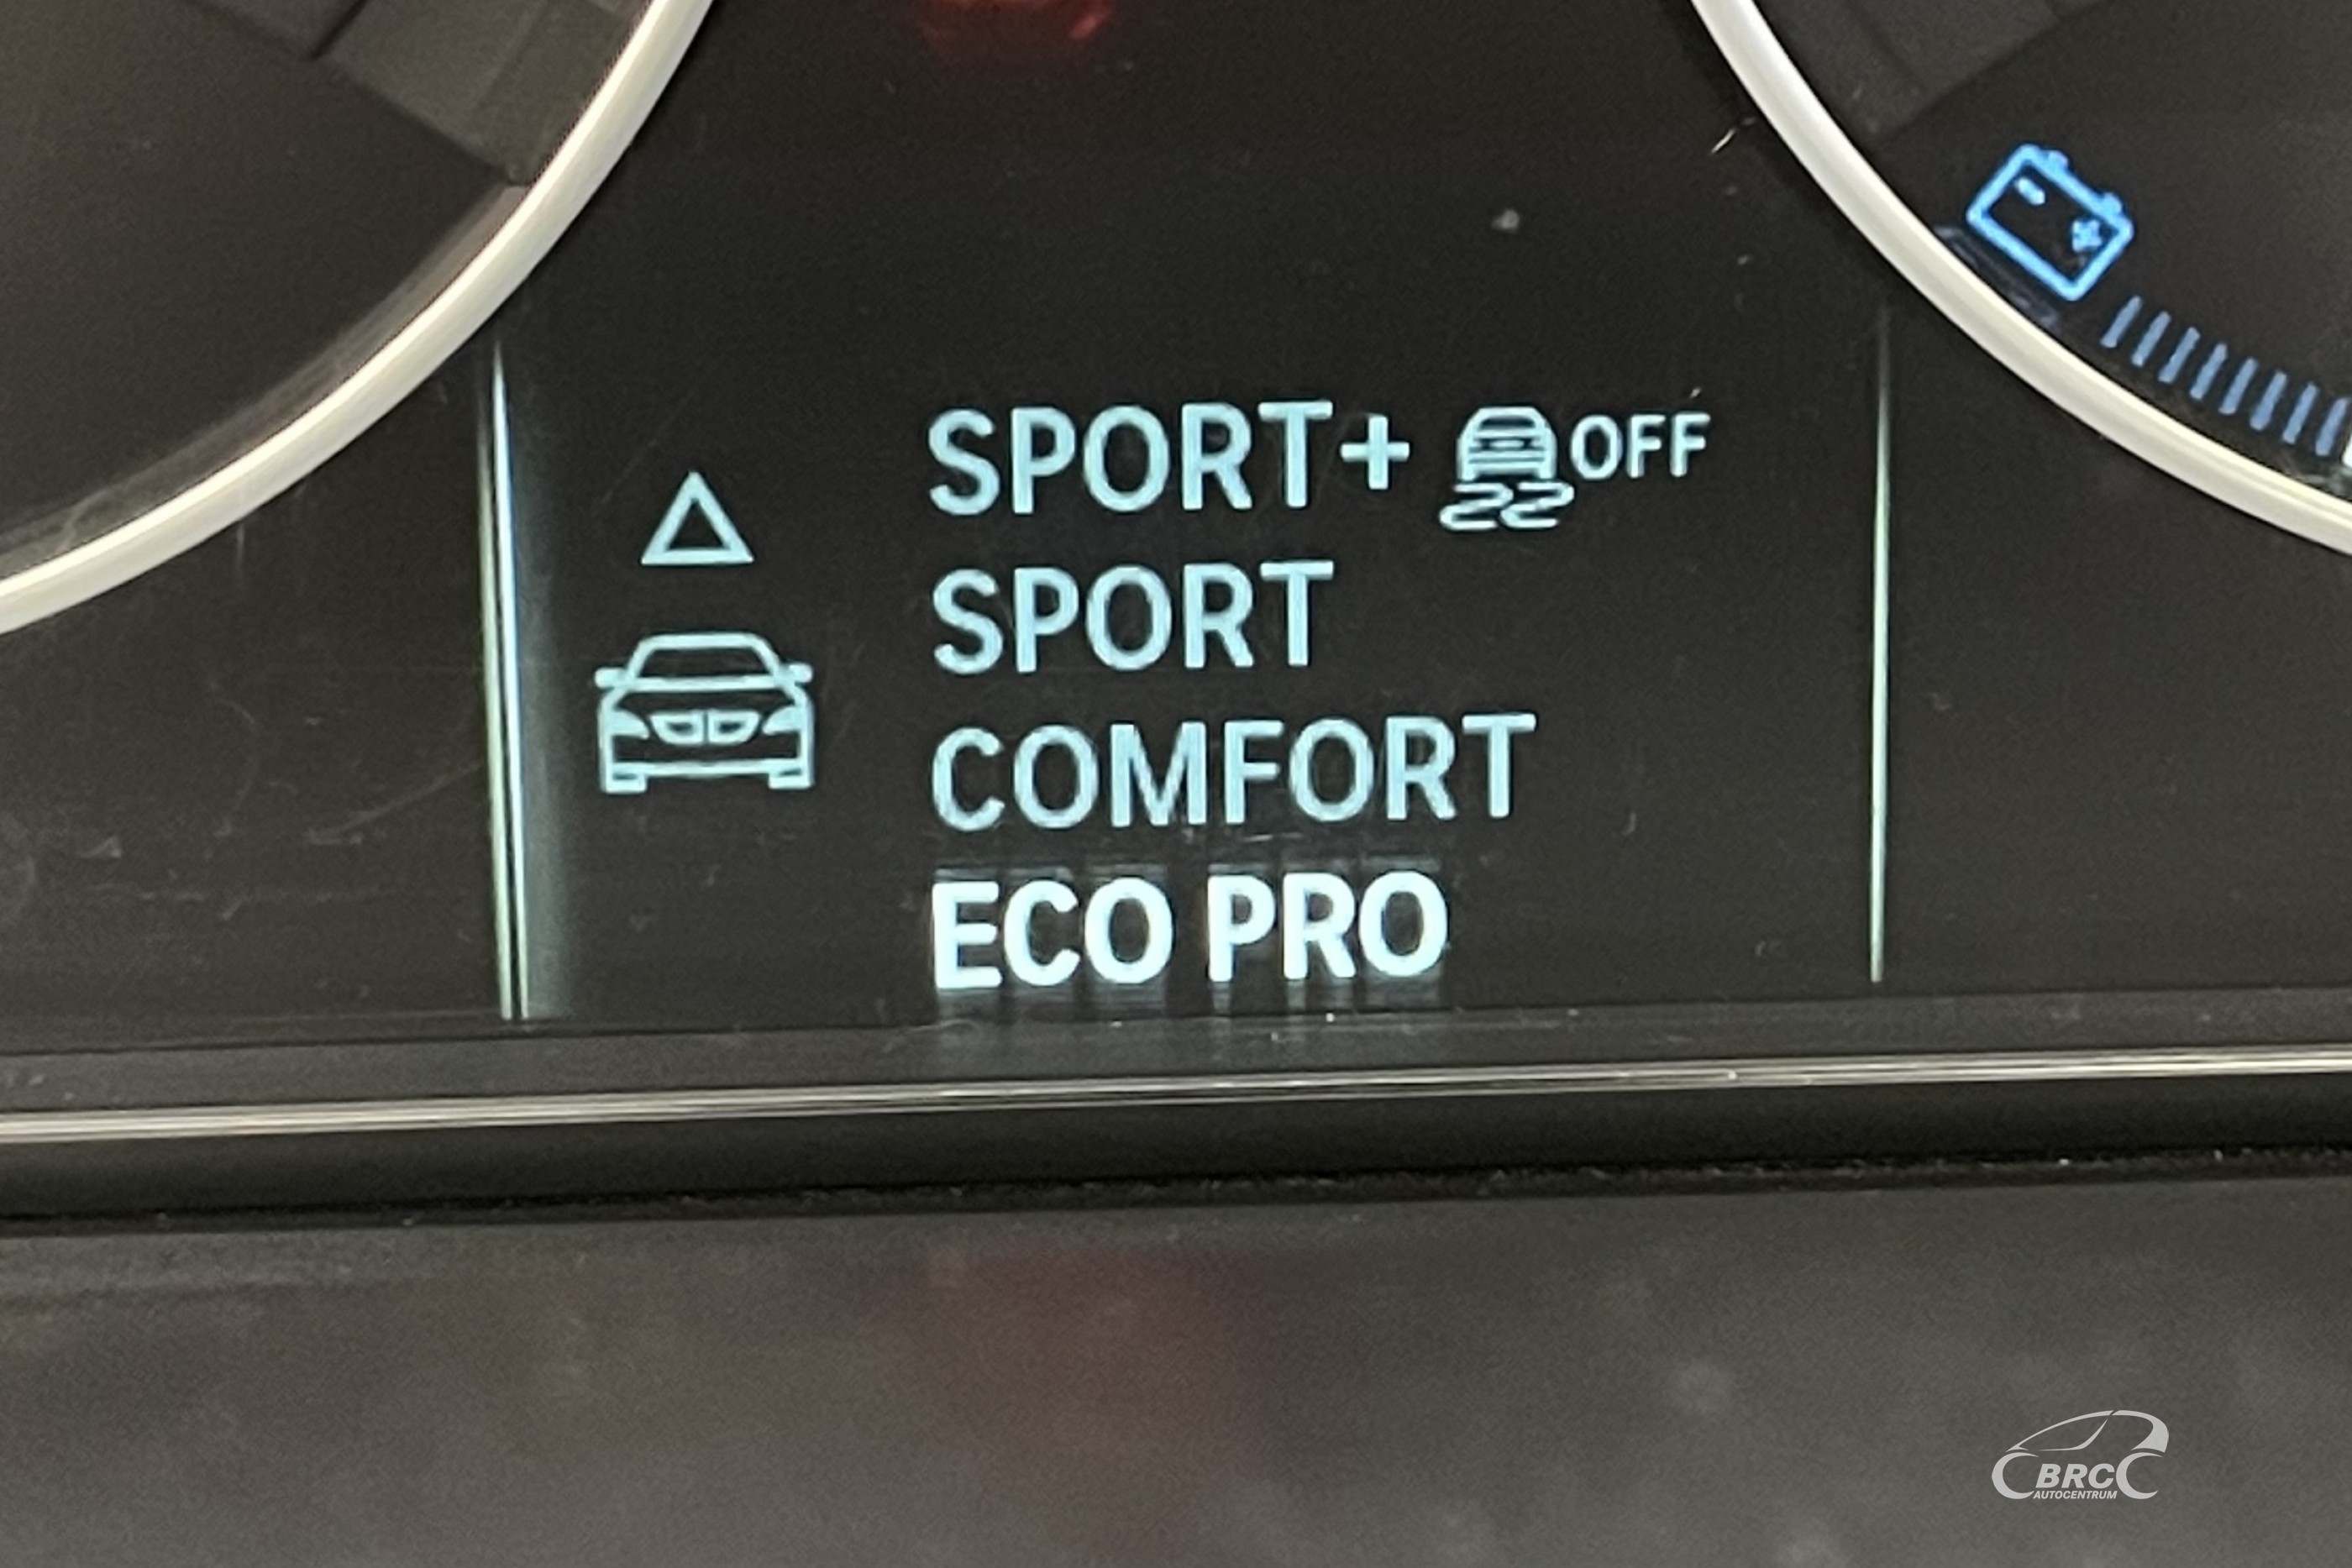 SPORT+ OFF
SPORT
COMFORT
ECO PRO
BRC
AUTOCENTRUM